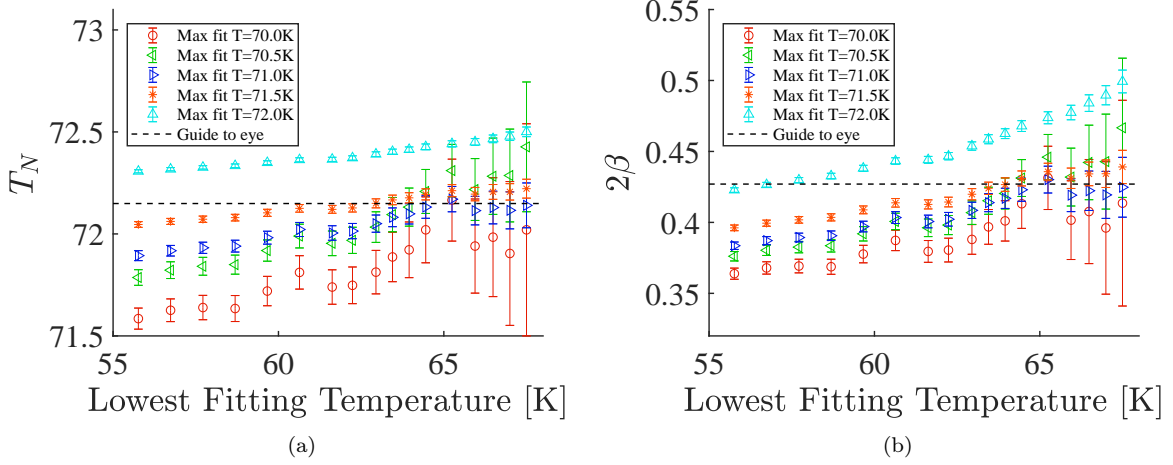 73
72.5
72
71.5
55
60
65
T_N
Lowest Fitting Temperature [K]
Max fit T=70.0K
Max fit T=70.5K
Max fit T=71.0K
Max fit T=71.5K
Max fit T=72.0K
Guide to eye
(a)
0.5
0.45
0.4
0.35
55
60
65
2β
Lowest Fitting Temperature [K]
Max fit T=70.0K
Max fit T=70.5K
Max fit T=71.0K
Max fit T=71.5K
Max fit T=72.0K
Guide to eye
(b)